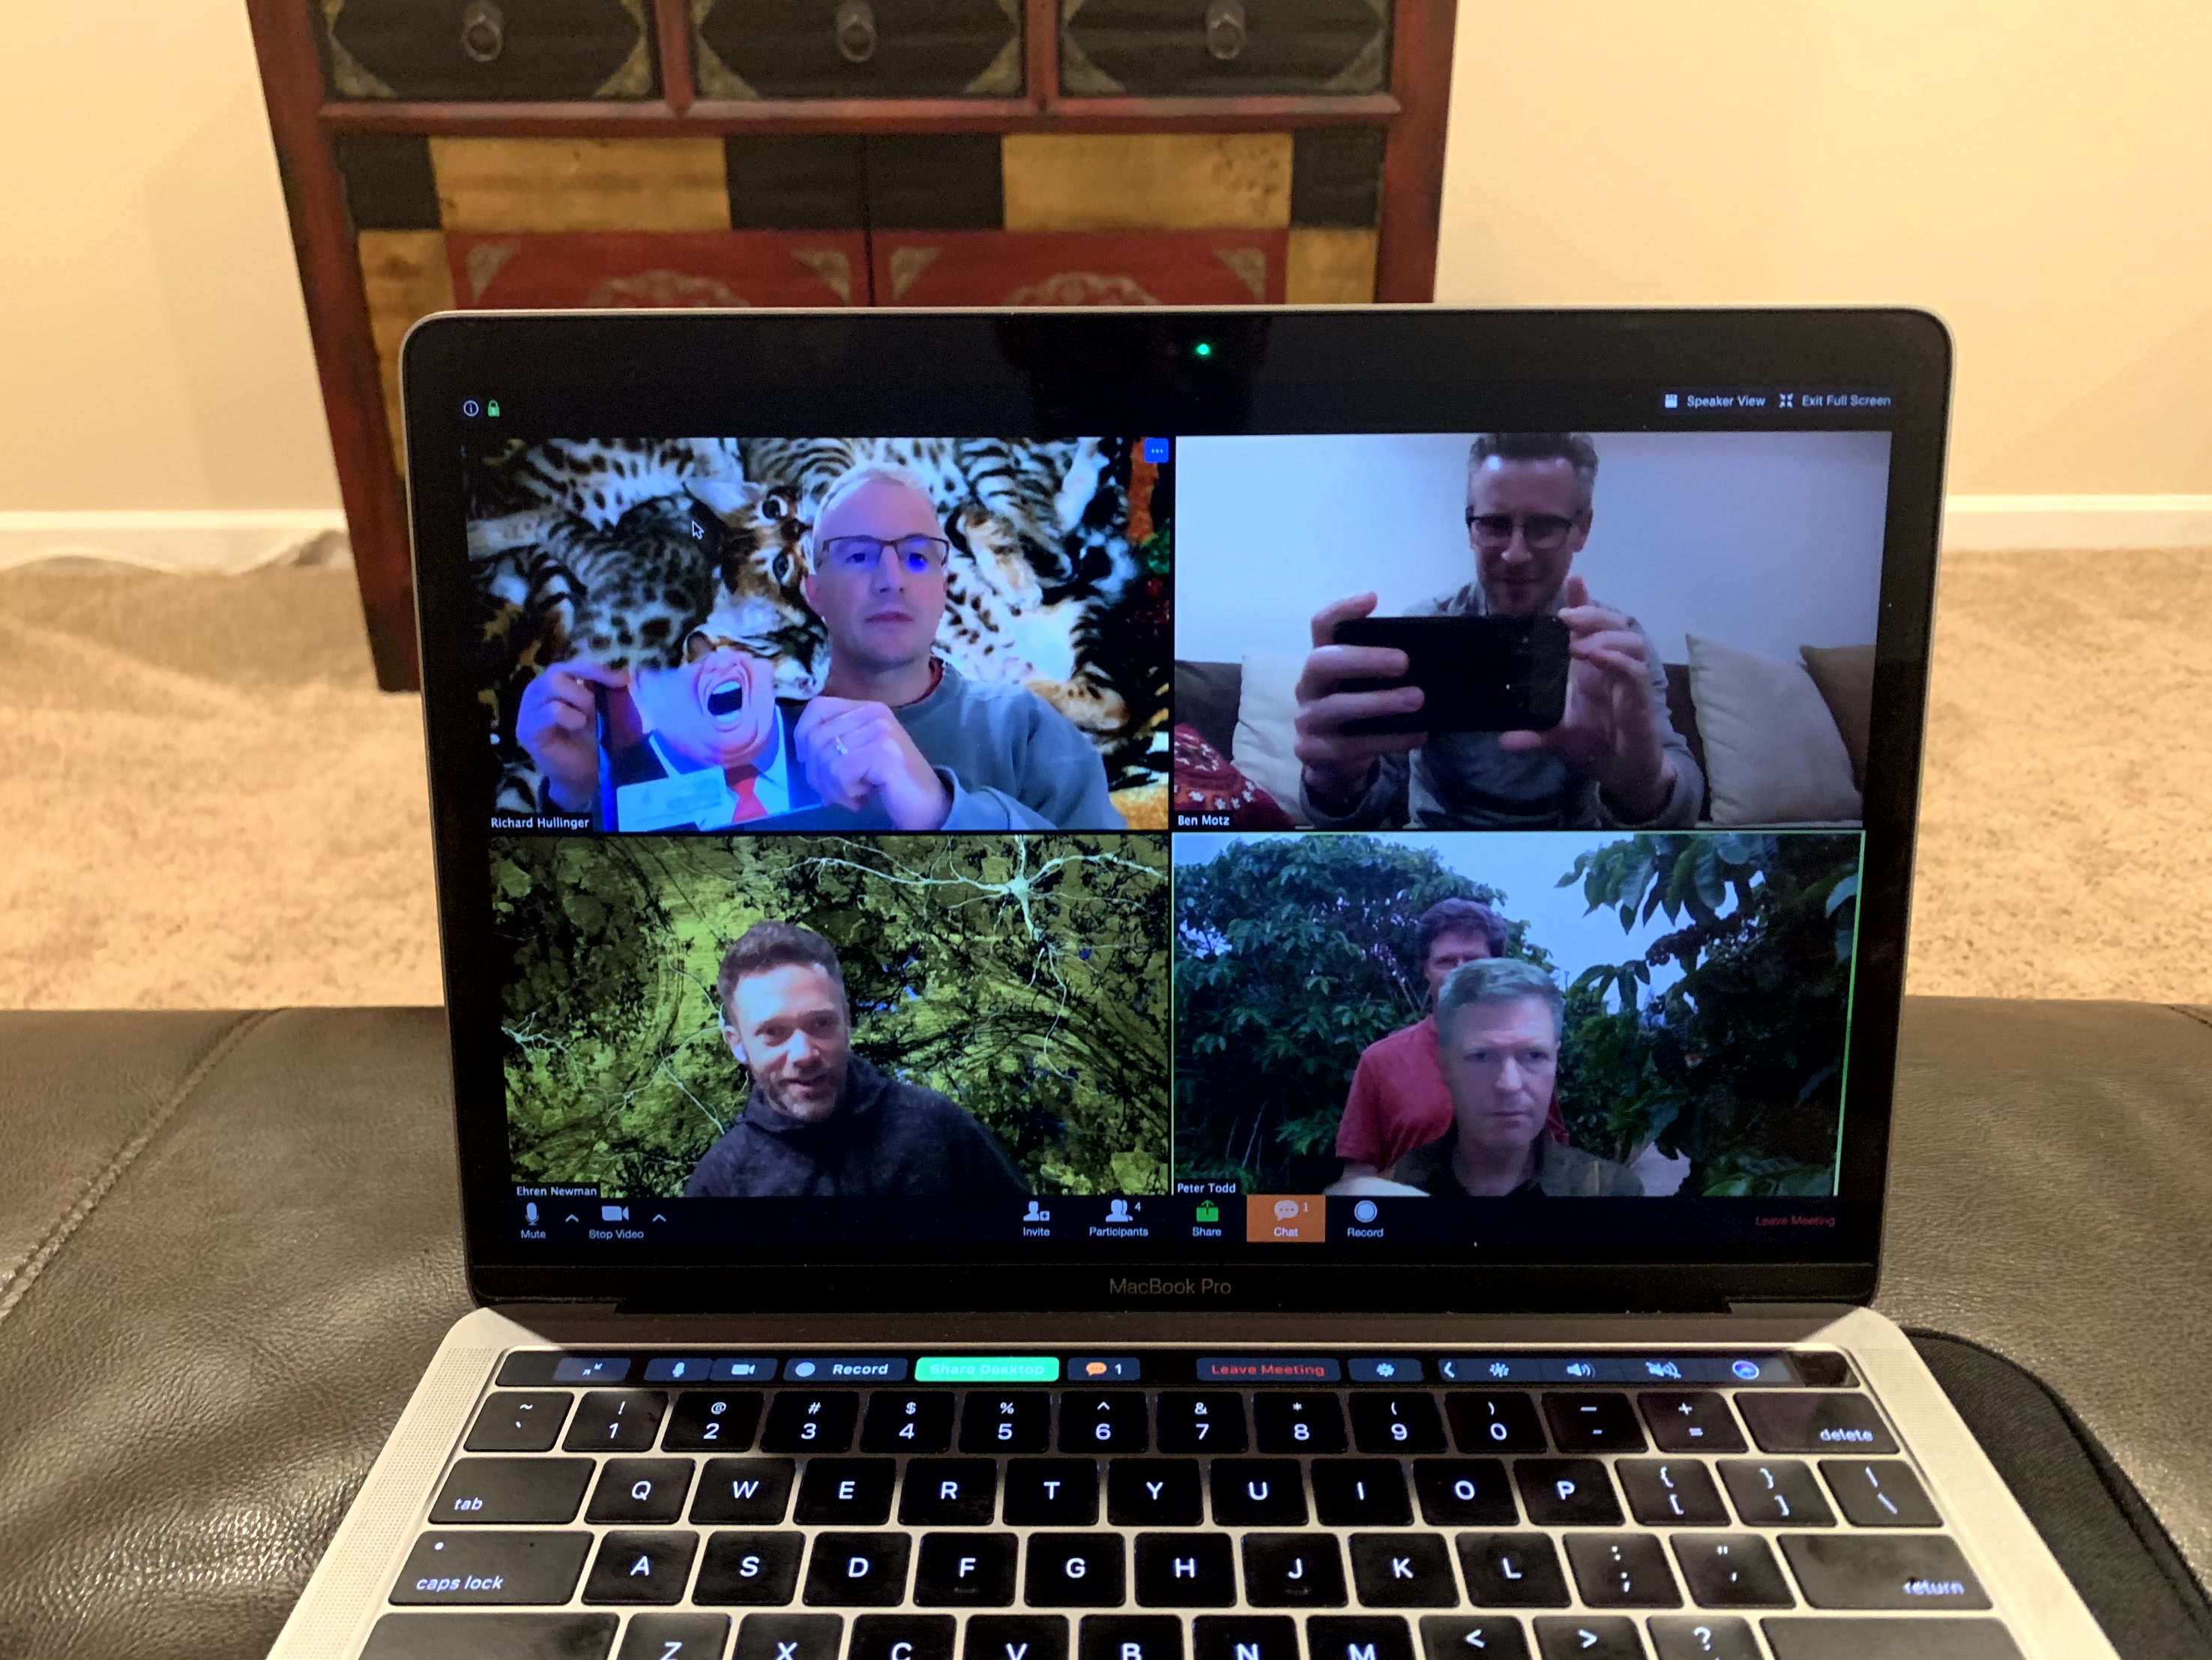 Speaker View Exit Full Screen
Richard Hullinger
Ben Motz
Ehren Newman
Peter Todd
Mute
Stop Video
Invite
4
Participants
Share
1
Chat
Record
Leave Meeting
MacBook Pro
Record Share Desktop 1 Leave Meeting
~ ! @ # $ % ^ & * ( ) — +
` 1 2 3 4 5 6 7 8 9 0 - = delete
{ } |
tab Q W E R T Y U I O P [ ] \
: "
caps lock A S D F G H J K L ; ' return
Z X C V B N M < > ?